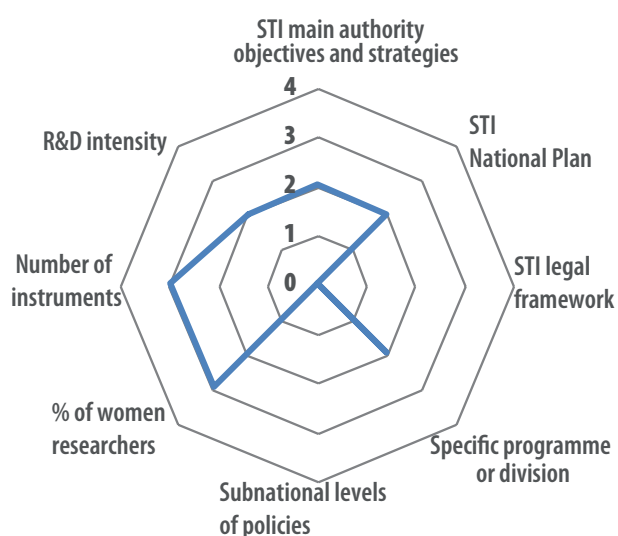 STI main authority
objectives and strategies
4
3
2
1
0
STI
National Plan
STI legal
framework
Specific programme
or division
Subnational levels
of policies
% of women
researchers
Number of
instruments
R&D intensity